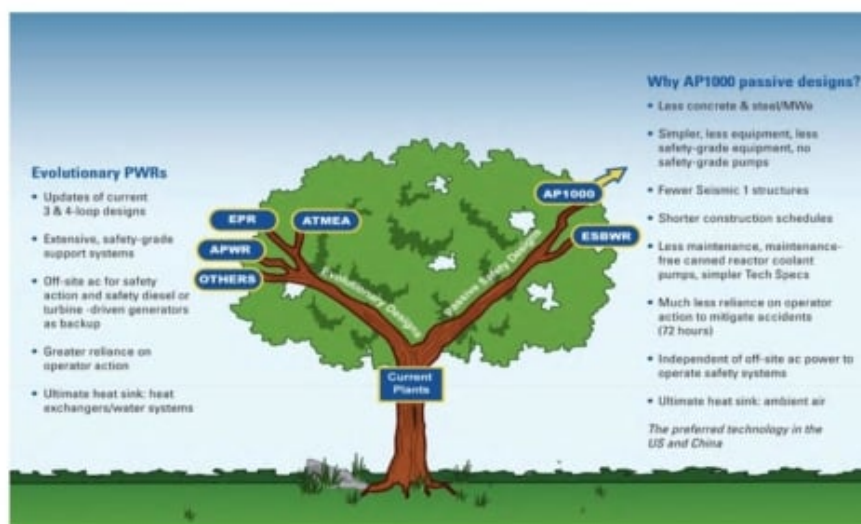 Evolutionary PWRs
• Updates of current
3 & 4-loop designs
• Extensive, safety-grade
support systems
• Off-site ac for safety
action and safety diesel or
turbine -driven generators
as backup
• Greater reliance on
operator action
• Ultimate heat sink: heat
exchangers/water systems
EPR
ATMEA
APWR
OTHERS
Evolutionary Designs
Passive Safety Designs
AP1000
ESBWR
Current
Plants
Why AP1000 passive designs?
• Less concrete & steel/MWe
• Simpler, less equipment, less
safety-grade equipment, no
safety-grade pumps
• Fewer Seismic 1 structures
• Shorter construction schedules
• Less maintenance, maintenance-
free canned reactor coolant
pumps, simpler Tech Specs
• Much less reliance on operator
action to mitigate accidents
(72 hours)
• Independent of off-site ac power to
operate safety systems
• Ultimate heat sink: ambient air
The preferred technology in the
US and China